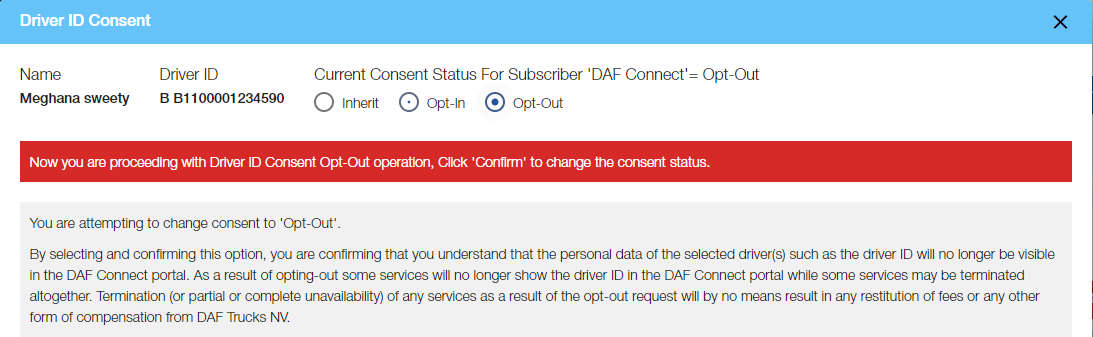 Driver ID Consent
Name
Driver ID
Current Consent Status For Subscriber 'DAF Connect'= Opt-Out
Meghana sweety
B B1100001234590
Inherit
Opt-In
Opt-Out
Now you are proceeding with Driver ID Consent Opt-Out operation, Click 'Confirm' to change the consent status.
You are attempting to change consent to 'Opt-Out'.
By selecting and confirming this option, you are confirming that you understand that the personal data of the selected driver(s) such as the driver ID will no longer be visible
in the DAF Connect portal. As a result of opting-out some services will no longer show the driver ID in the DAF Connect portal while some services may be terminated
altogether. Termination (or partial or complete unavailability) of any services as a result of the opt-out request will by no means result in any restitution of fees or any other
form of compensation from DAF Trucks NV.